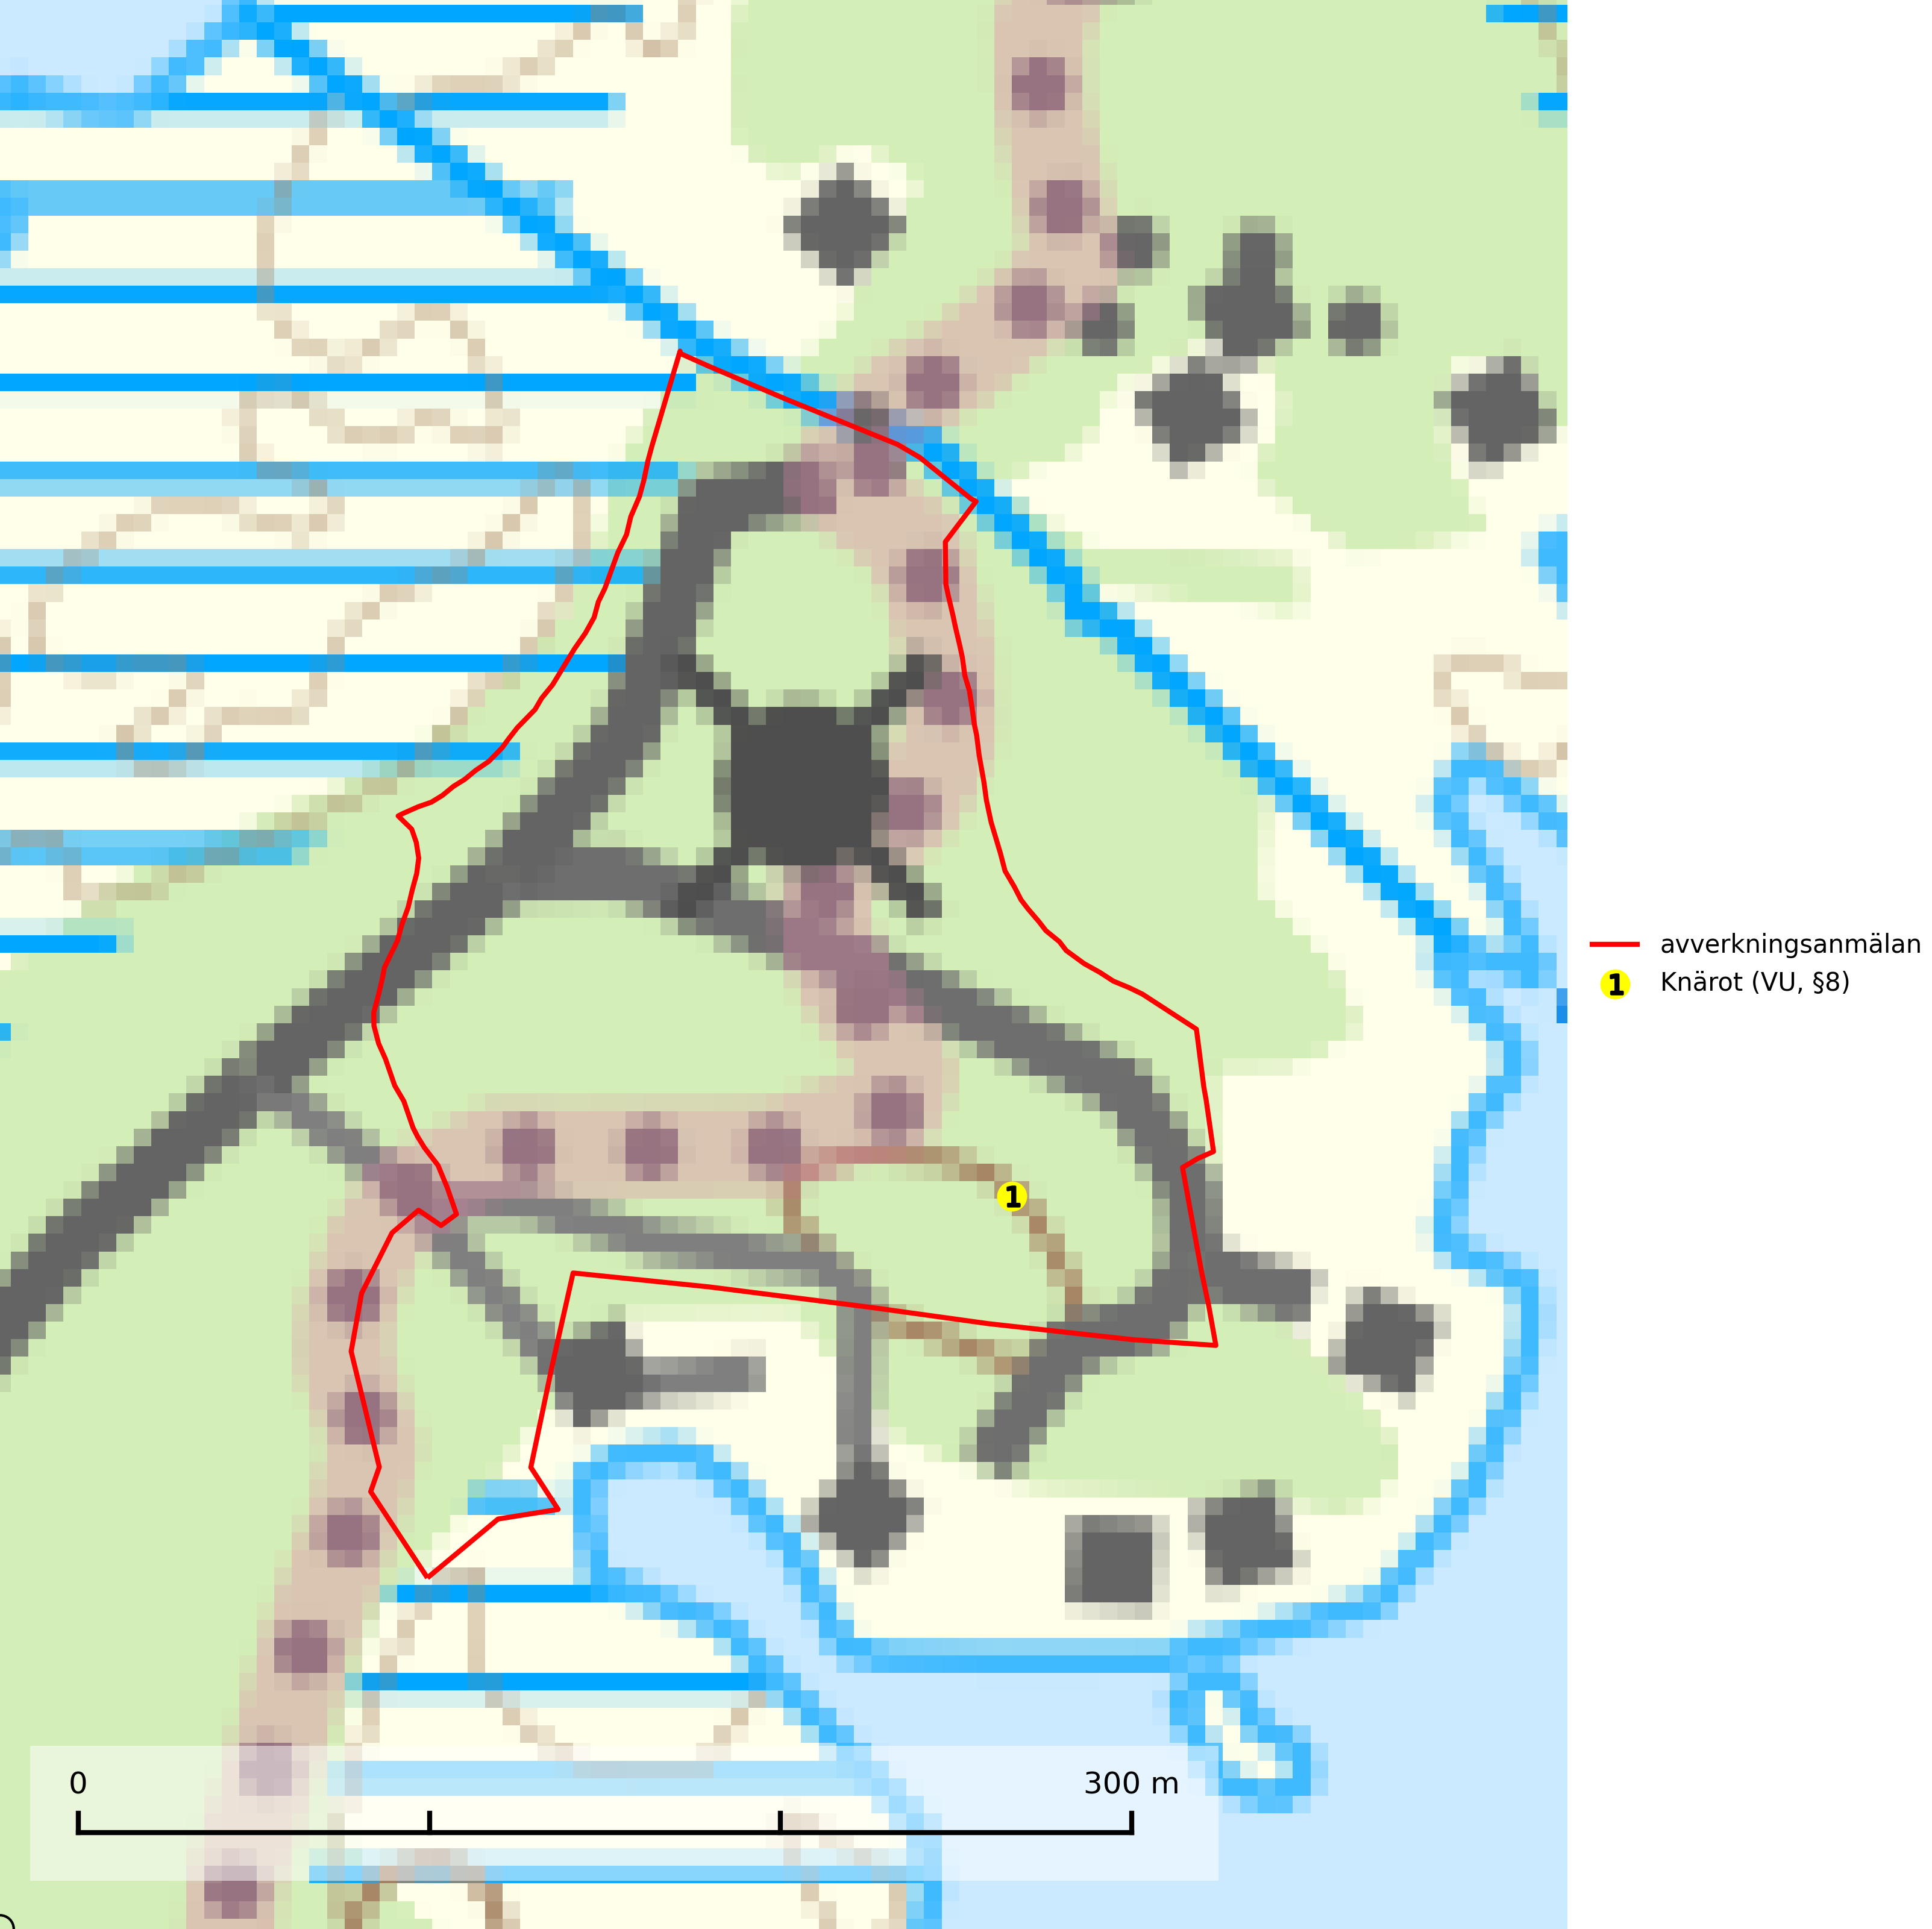 avverkningsanmälan
1 Knärot (VU, §8)
1
0 300 m